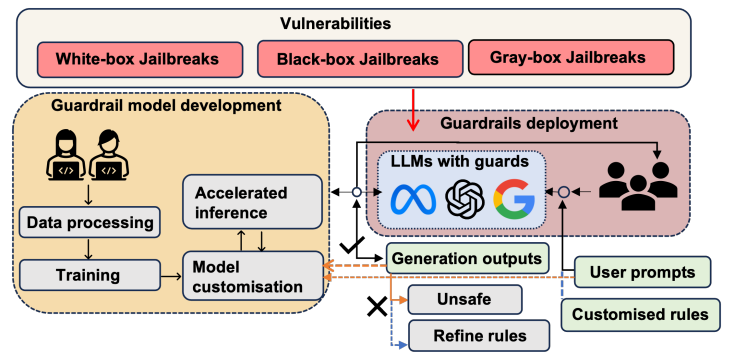 Vulnerabilities
White-box Jailbreaks
Black-box Jailbreaks
Gray-box Jailbreaks
Guardrail model development
Guardrails deployment
LLMs with guards
Accelerated
inference
Data processing
Training
Model
customisation
Generation outputs
User prompts
Unsafe
Customised rules
Refine rules